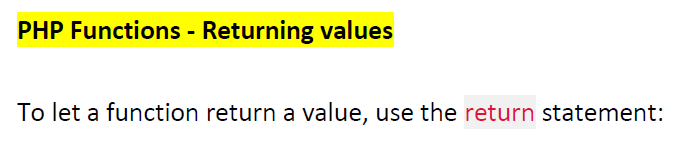 PHP Functions - Returning values
To let a function return a value, use the return statement: